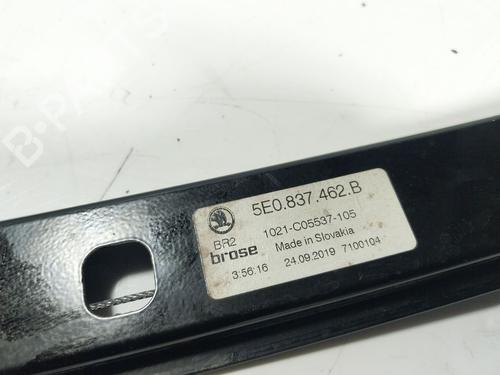 B-PARTS
5E0.837.462.B
BR2
1021-C05537-105
brose
Made in Slovakia
3:56:16
24.09.2019
7100104